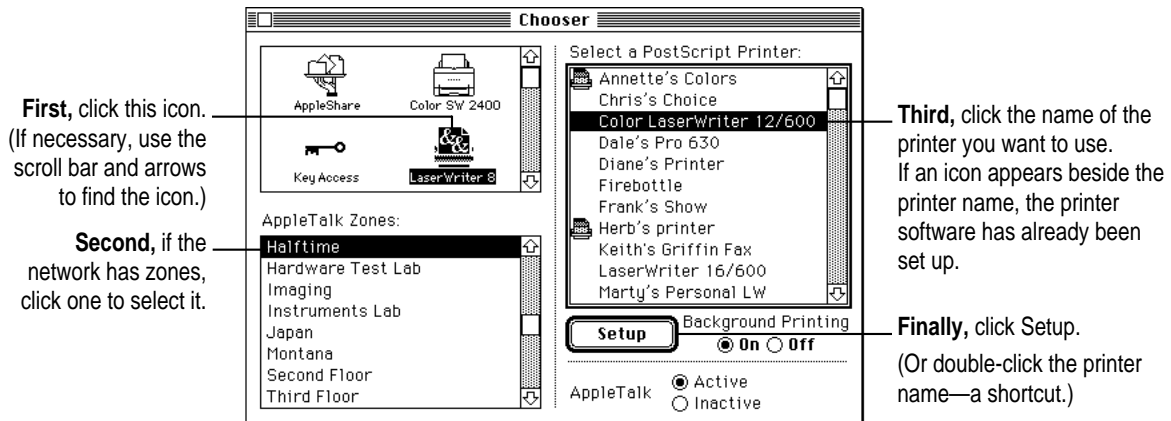 Chooser
First, click this icon.
(If necessary, use the
scroll bar and arrows
to find the icon.)
Second, if the
network has zones,
click one to select it.
AppleShare
Color SW 2400
Key Access
LaserWriter 8
AppleTalk Zones:
Halftime
Hardware Test Lab
Imaging
Instruments Lab
Japan
Montana
Second Floor
Third Floor
Select a PostScript Printer:
Annette's Colors
Chris's Choice
Color LaserWriter 12/600
Dale's Pro 630
Diane's Printer
Firebottle
Frank's Show
Herb's printer
Keith's Griffin Fax
LaserWriter 16/600
Marty's Personal LW
Setup
Background Printing
On Off
AppleTalk
Active
Inactive
Third, click the name of the
printer you want to use.
If an icon appears beside the
printer name, the printer
software has already been
set up.
Finally, click Setup.
(Or double-click the printer
name—a shortcut.)